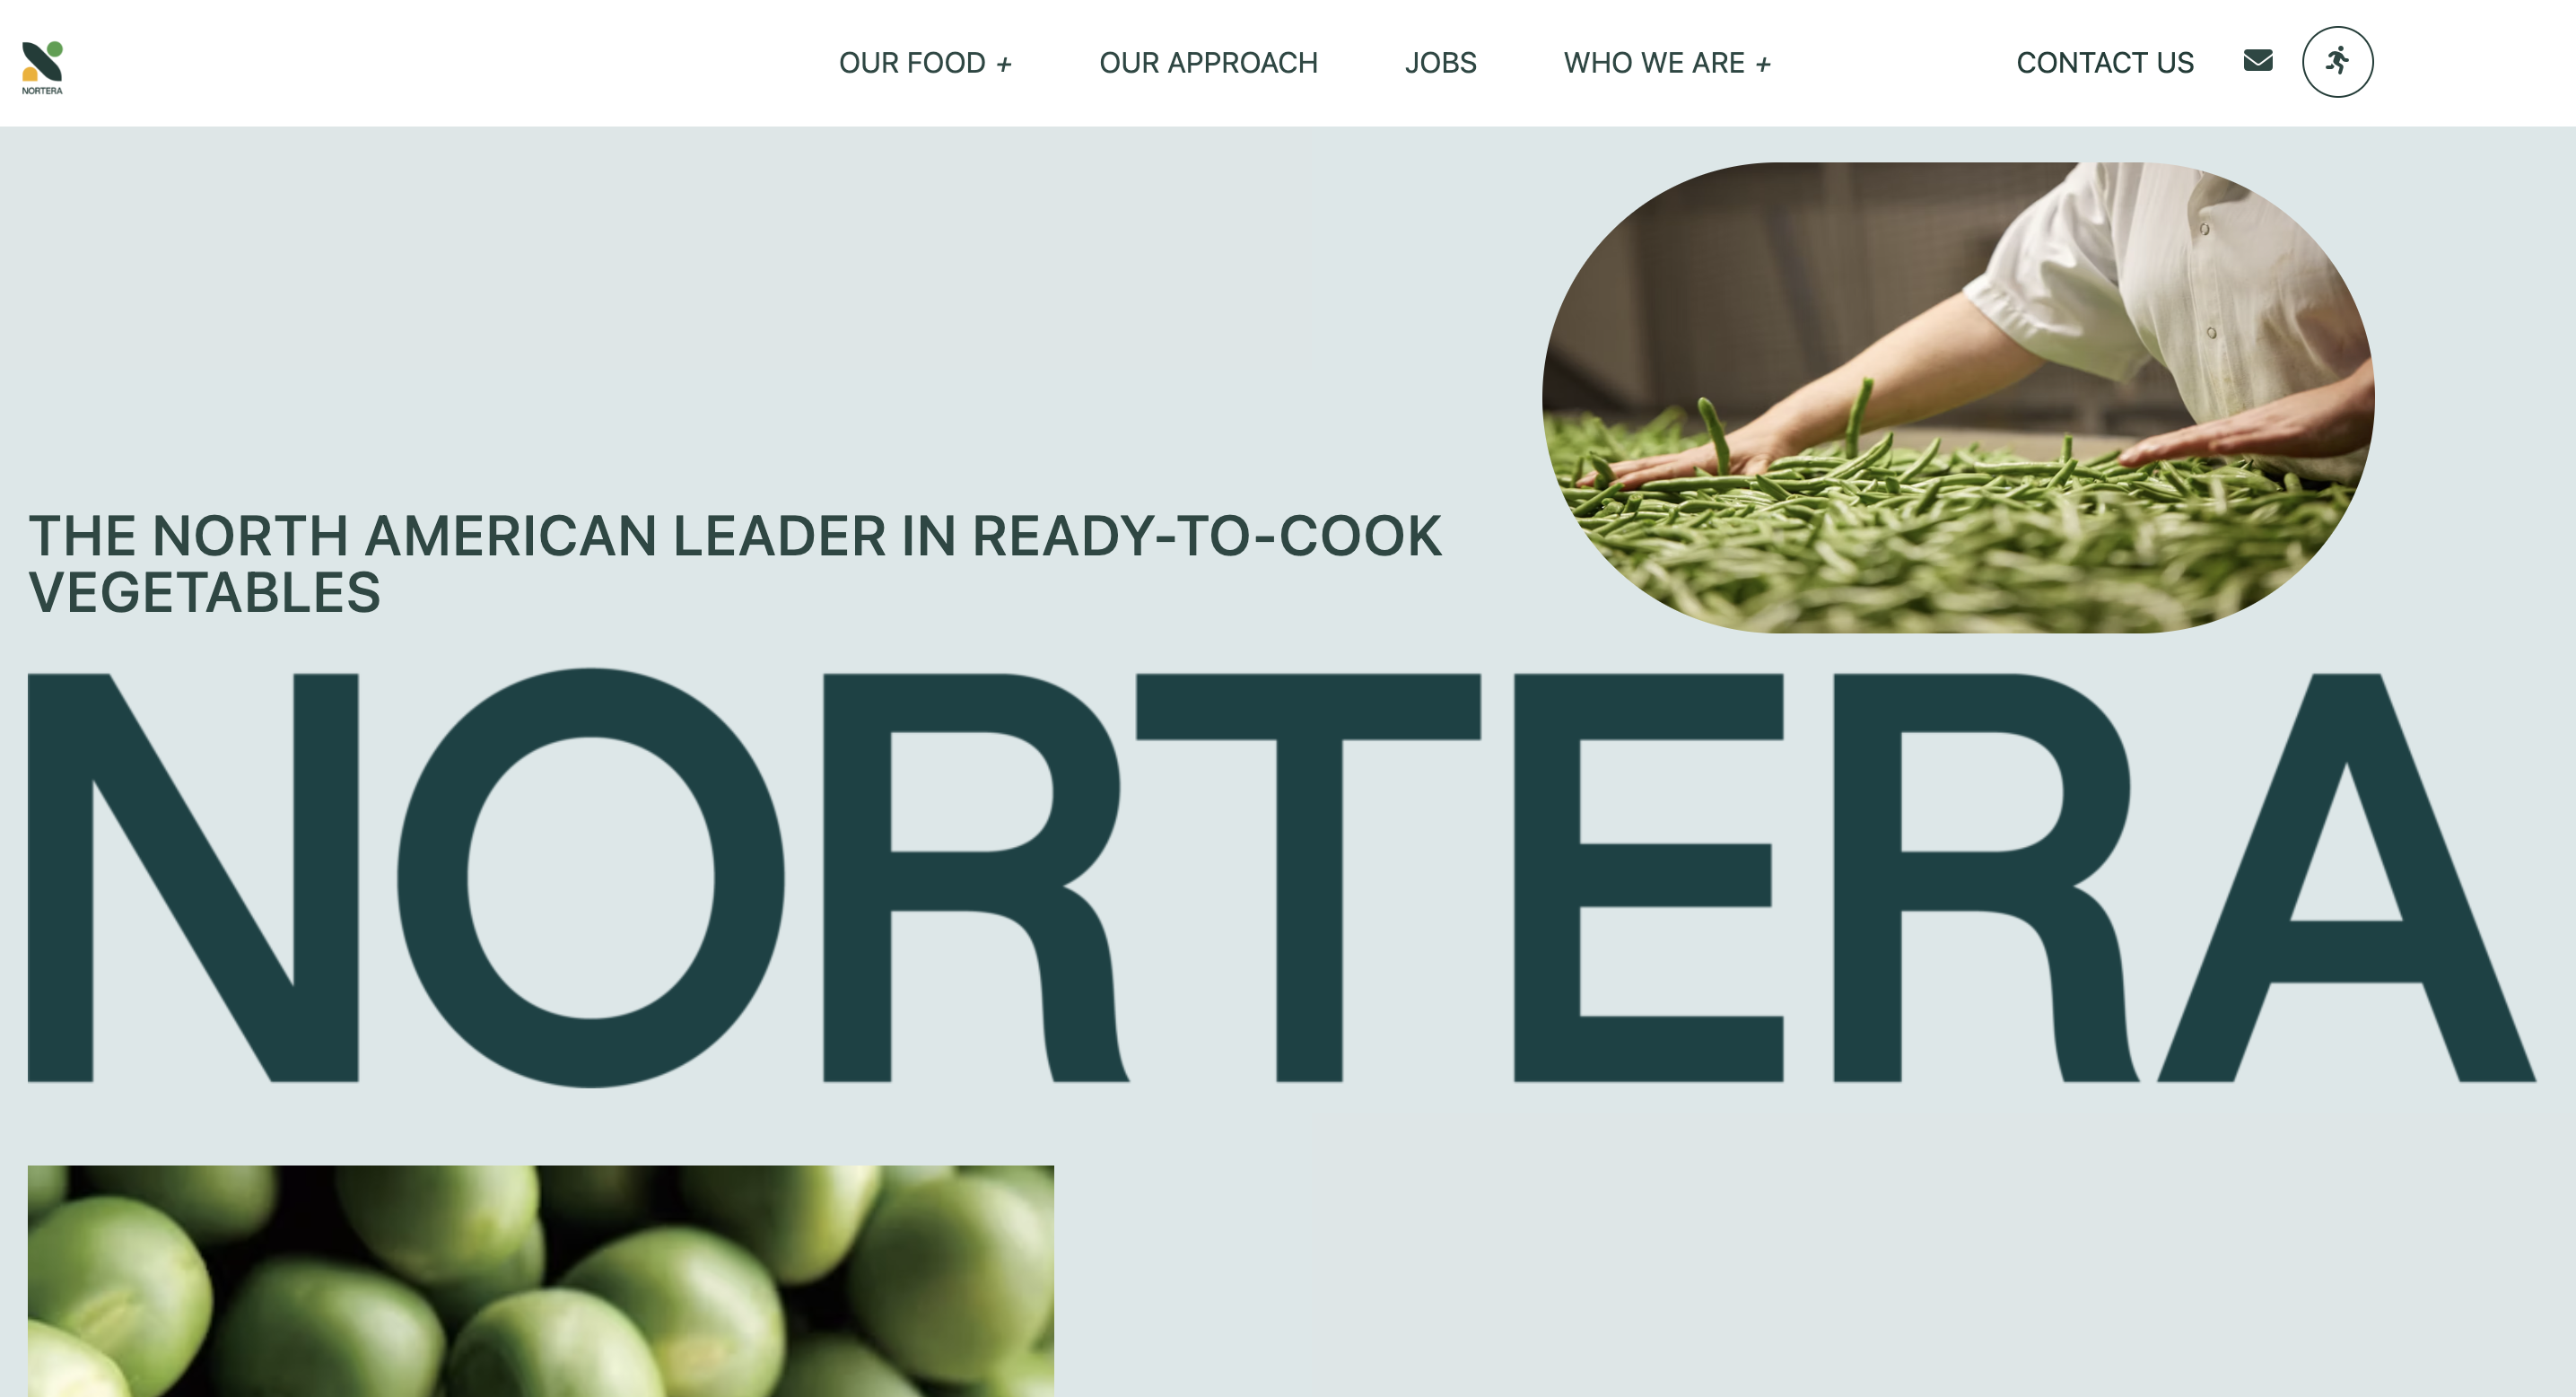 NORTERA
OUR FOOD +
OUR APPROACH
JOBS
WHO WE ARE +
CONTACT US
THE NORTH AMERICAN LEADER IN READY-TO-COOK
VEGETABLES
NORTERA